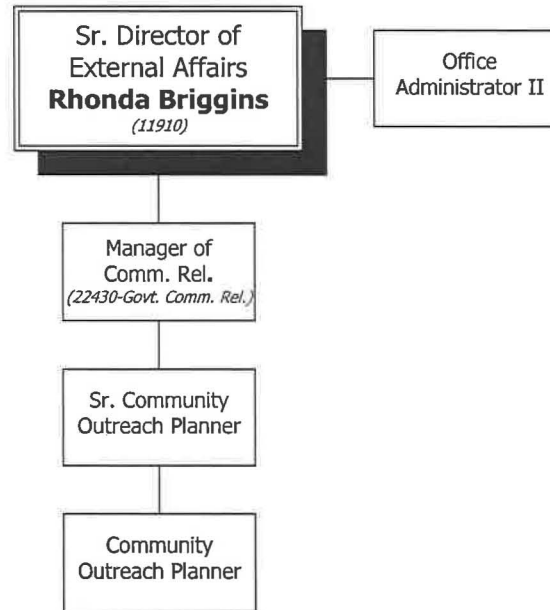 Sr. Director of
External Affairs
Rhonda Briggins
(11910)
Office
Administrator II
Manager of
Comm. Rel.
(22430-Govt. Comm. Rel.)
Sr. Community
Outreach Planner
Community
Outreach Planner